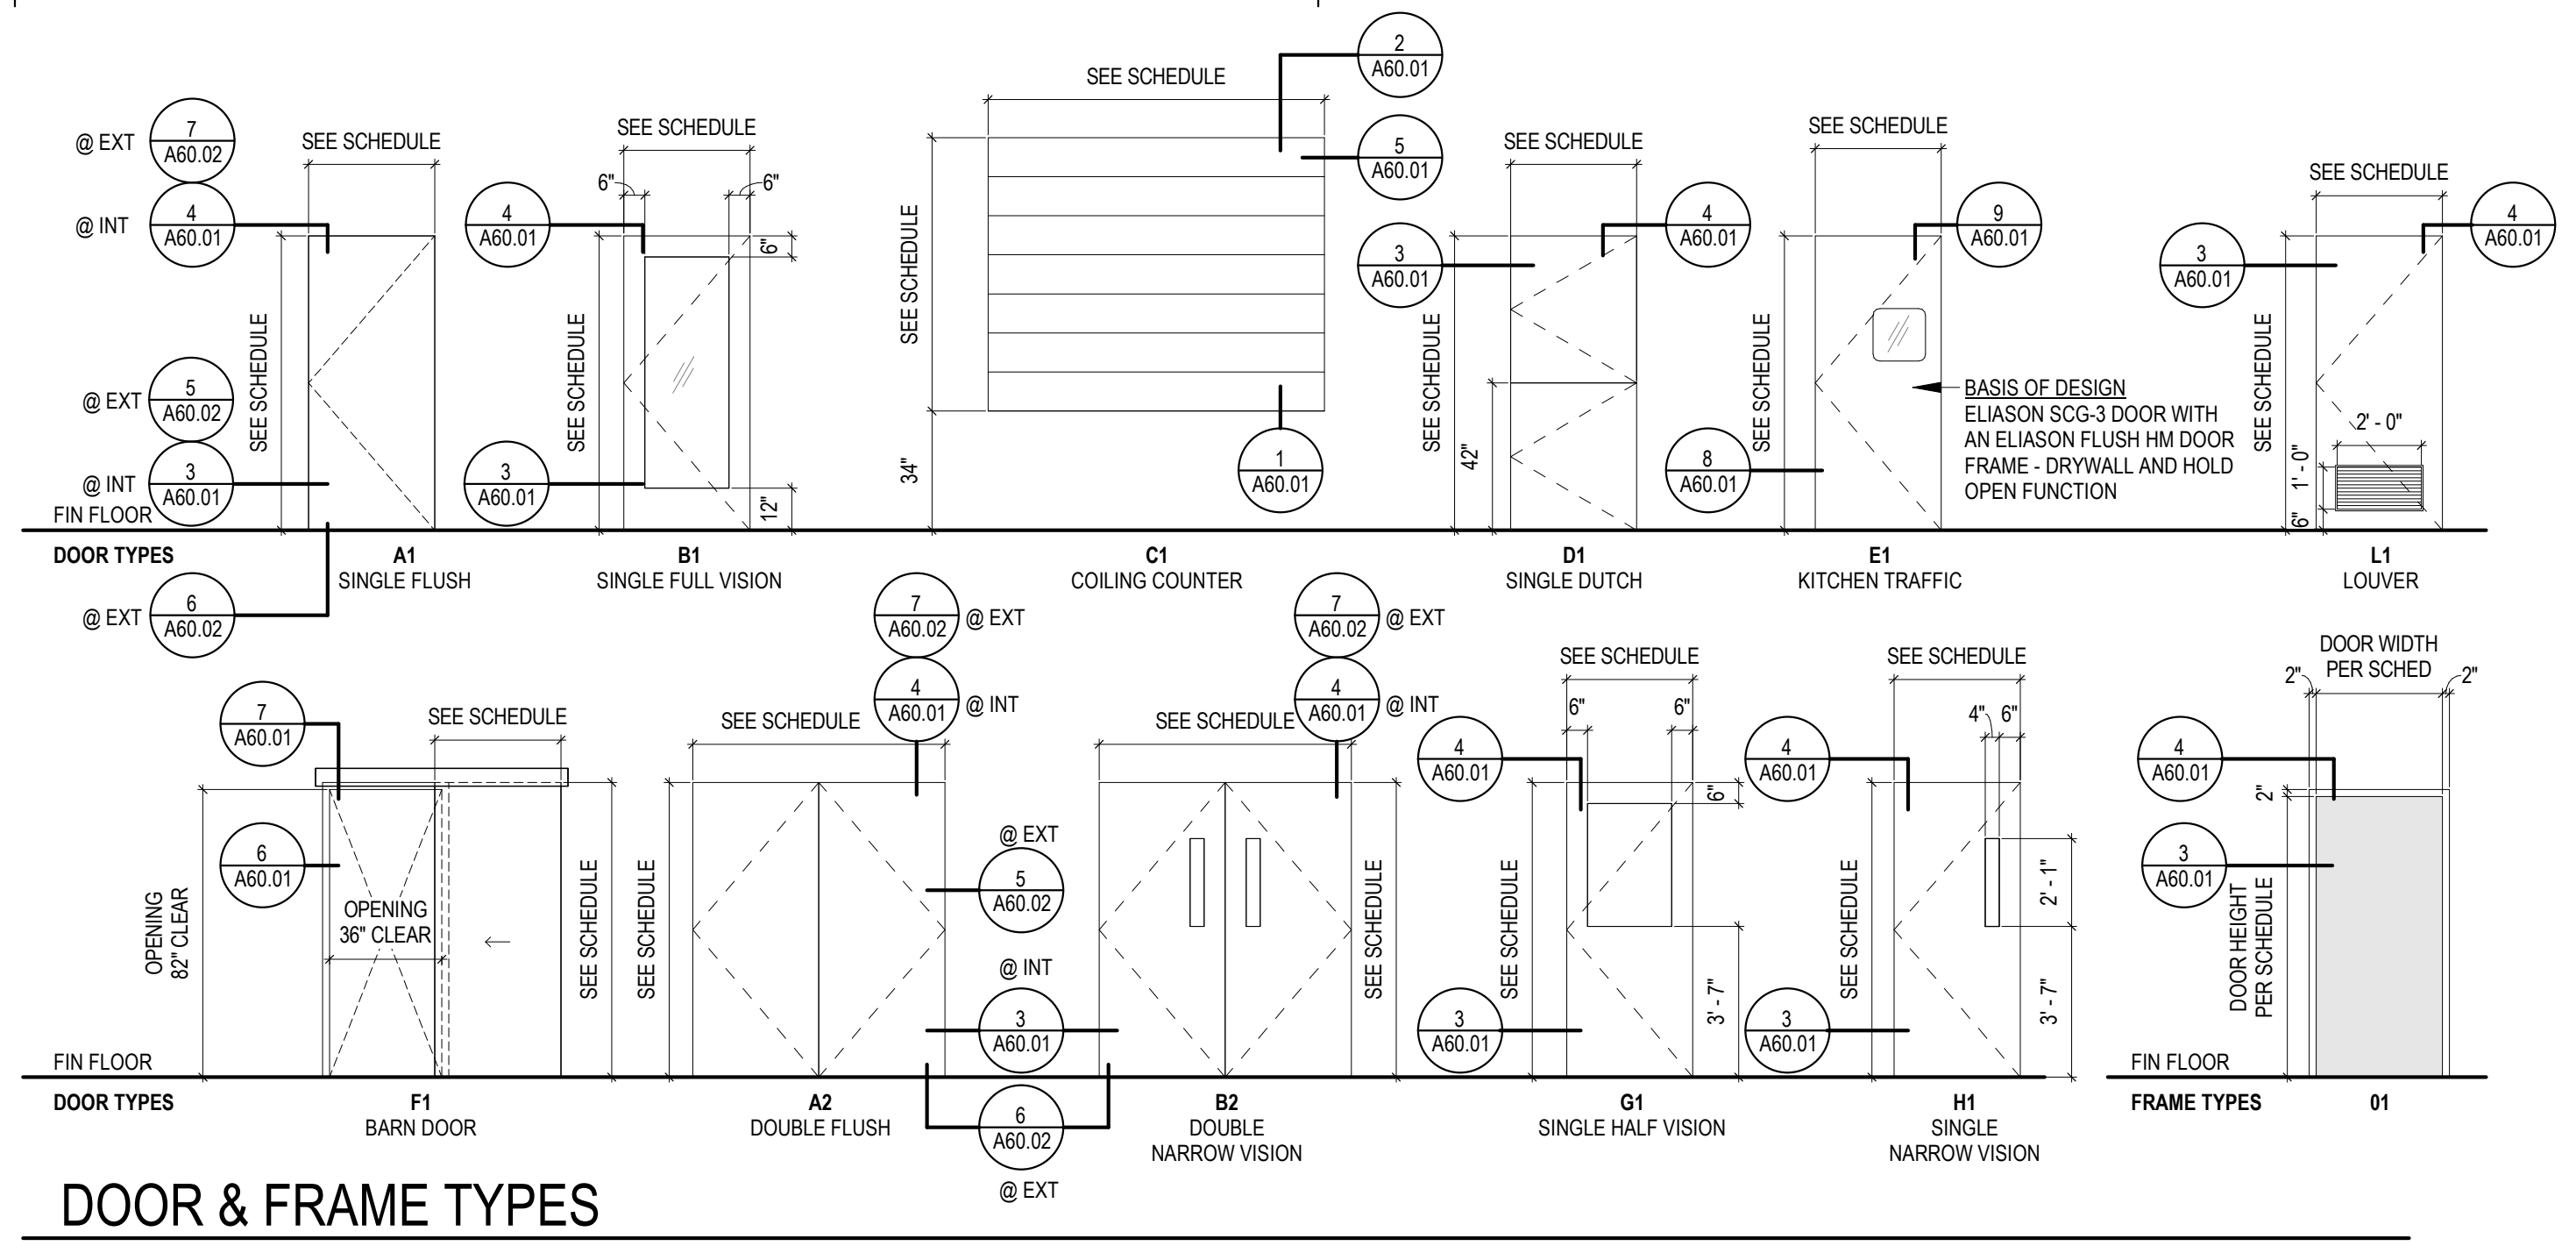 @ EXT
7
A60.02
@ INT
4
A60.01
SEE SCHEDULE
SEE SCHEDULE
@ EXT
5
A60.02
@ INT
3
A60.01
FIN FLOOR
DOOR TYPES
A1
SINGLE FLUSH
@ EXT
6
A60.02
4
A60.01
SEE SCHEDULE
6"
6"
6"
SEE SCHEDULE
3
A60.01
12"
B1
SINGLE FULL VISION
SEE SCHEDULE
2
A60.01
5
A60.01
SEE SCHEDULE
34"
1
A60.01
C1
COILING COUNTER
SEE SCHEDULE
4
A60.01
3
A60.01
SEE SCHEDULE
42"
D1
SINGLE DUTCH
SEE SCHEDULE
9
A60.01
SEE SCHEDULE
8
A60.01
BASIS OF DESIGN
ELIASON SCG-3 DOOR WITH
AN ELIASON FLUSH HM DOOR
FRAME - DRYWALL AND HOLD
OPEN FUNCTION
E1
KITCHEN TRAFFIC
SEE SCHEDULE
4
A60.01
3
A60.01
SEE SCHEDULE
2' - 0"
1' - 0"
6"
L1
LOUVER
7
A60.01
SEE SCHEDULE
6
A60.01
OPENING
82" CLEAR
OPENING
36" CLEAR
SEE SCHEDULE
FIN FLOOR
DOOR TYPES
F1
BARN DOOR
7
A60.02
@ EXT
4
A60.01
@ INT
SEE SCHEDULE
SEE SCHEDULE
@ EXT
5
A60.02
@ INT
3
A60.01
6
A60.02
@ EXT
A2
DOUBLE FLUSH
7
A60.02
@ EXT
4
A60.01
@ INT
SEE SCHEDULE
SEE SCHEDULE
B2
DOUBLE
NARROW VISION
SEE SCHEDULE
6"
6"
4
A60.01
6"
SEE SCHEDULE
3
A60.01
3' - 7"
G1
SINGLE HALF VISION
SEE SCHEDULE
4"
6"
4
A60.01
SEE SCHEDULE
2' - 1"
3
A60.01
3' - 7"
H1
SINGLE
NARROW VISION
DOOR WIDTH
PER SCHED
2"
2"
4
A60.01
2"
3
A60.01
DOOR HEIGHT
PER SCHEDULE
FIN FLOOR
FRAME TYPES
01
DOOR & FRAME TYPES